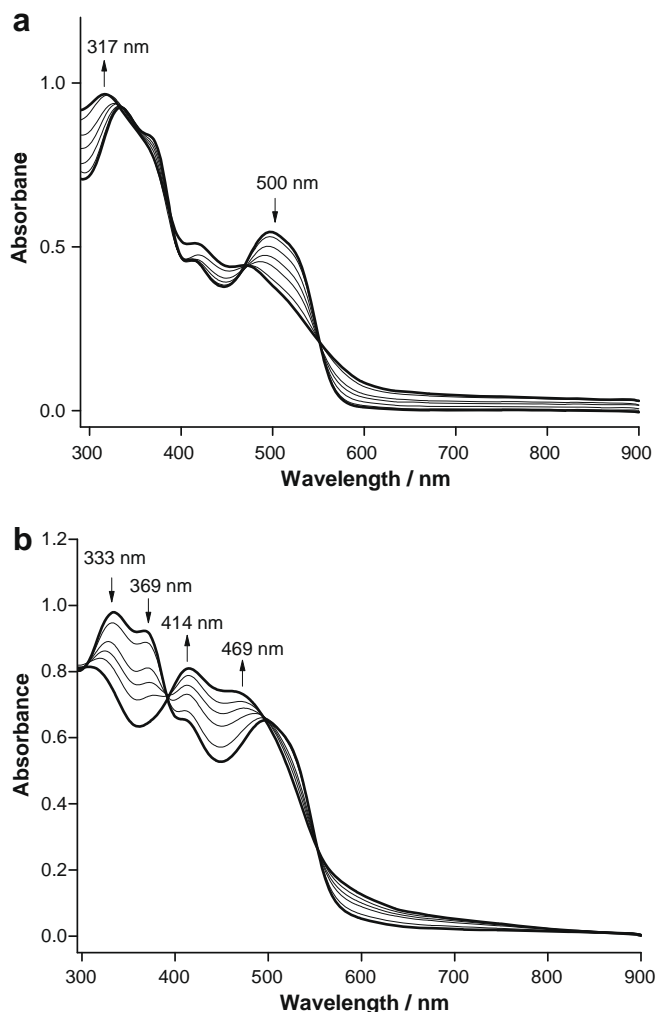 a
317 nm
500 nm
1.0
0.5
0.0
Absorbane
300 400 500 600 700 800 900
Wavelength / nm
b
333 nm
369 nm
414 nm
469 nm
1.2
1.0
0.8
0.6
0.4
0.2
0.0
Absorbance
300 400 500 600 700 800 900
Wavelength / nm